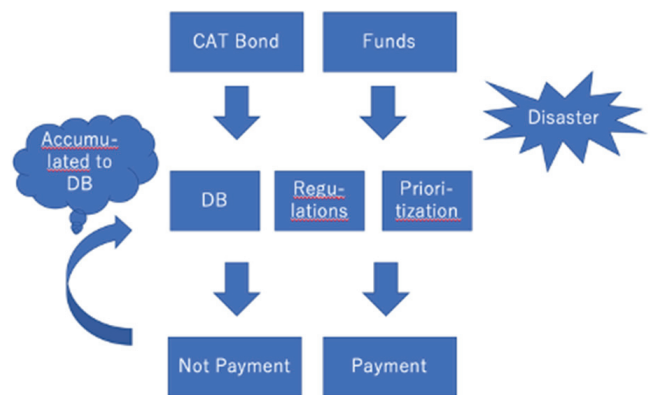 CAT Bond
Funds
Disaster
Accumu-
lated to
DB
DB
Regu-
lations
Priori-
tization
Not Payment
Payment